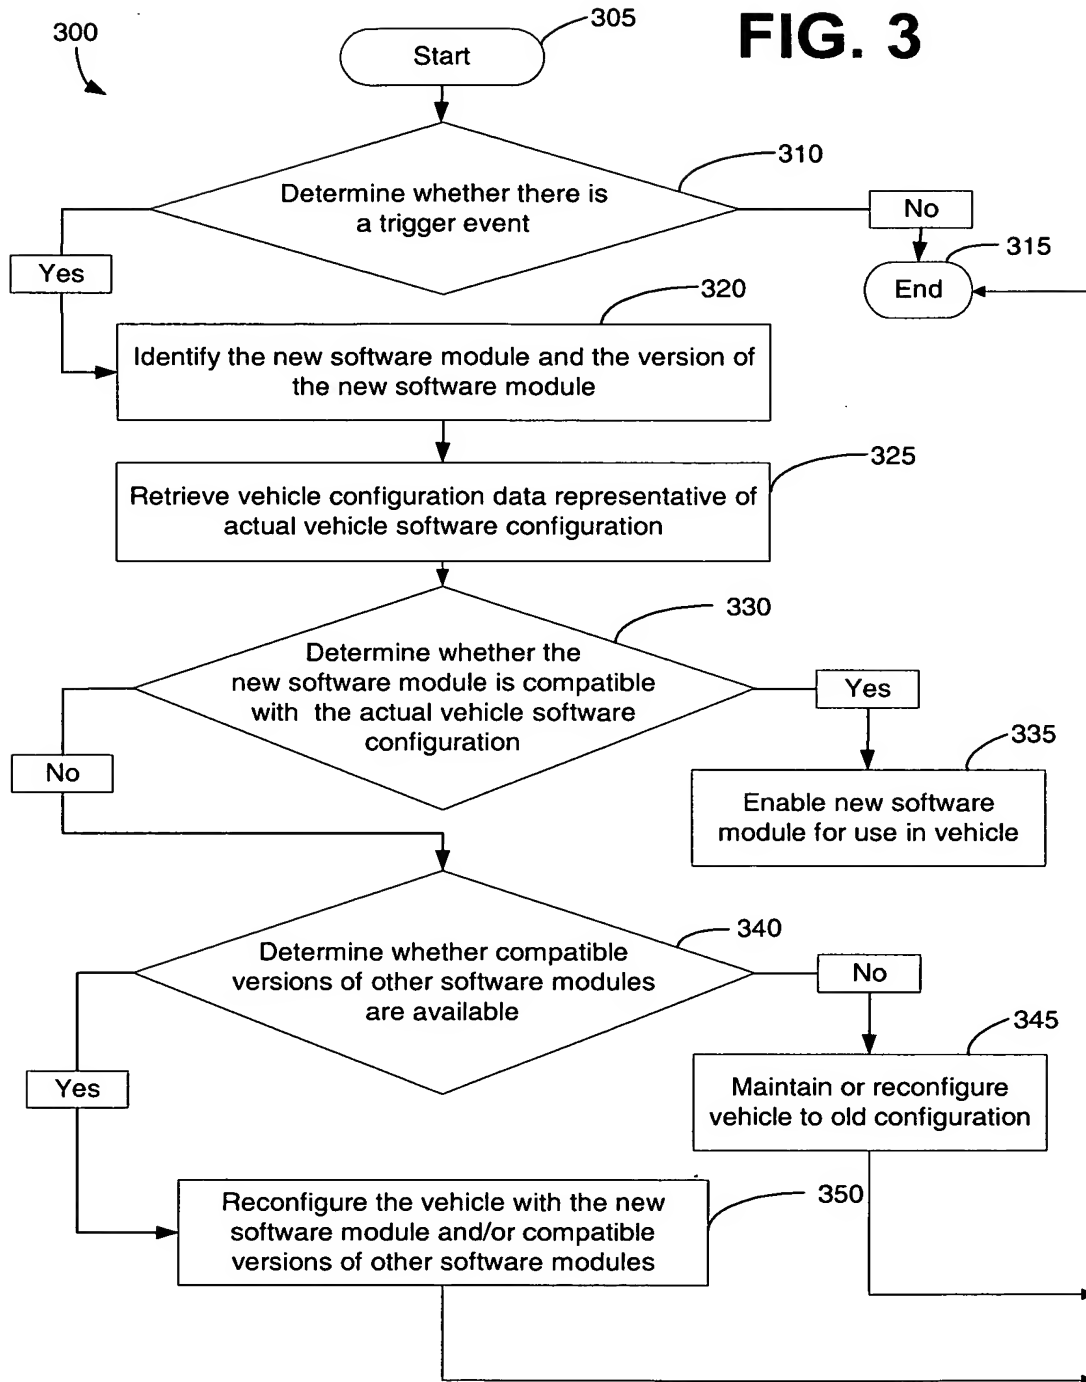 300
305
FIG. 3
Start
310
Determine whether there is
a trigger event
No
315
Yes
End
320
Identify the new software module and the version of
the new software module
325
Retrieve vehicle configuration data representative of
actual vehicle software configuration
330
Determine whether the
new software module is compatible
with the actual vehicle software
configuration
Yes
No
335
Enable new software
module for use in vehicle
340
Determine whether compatible
versions of other software modules
are available
No
345
Yes
Maintain or reconfigure
vehicle to old configuration
350
Reconfigure the vehicle with the new
software module and/or compatible
versions of other software modules